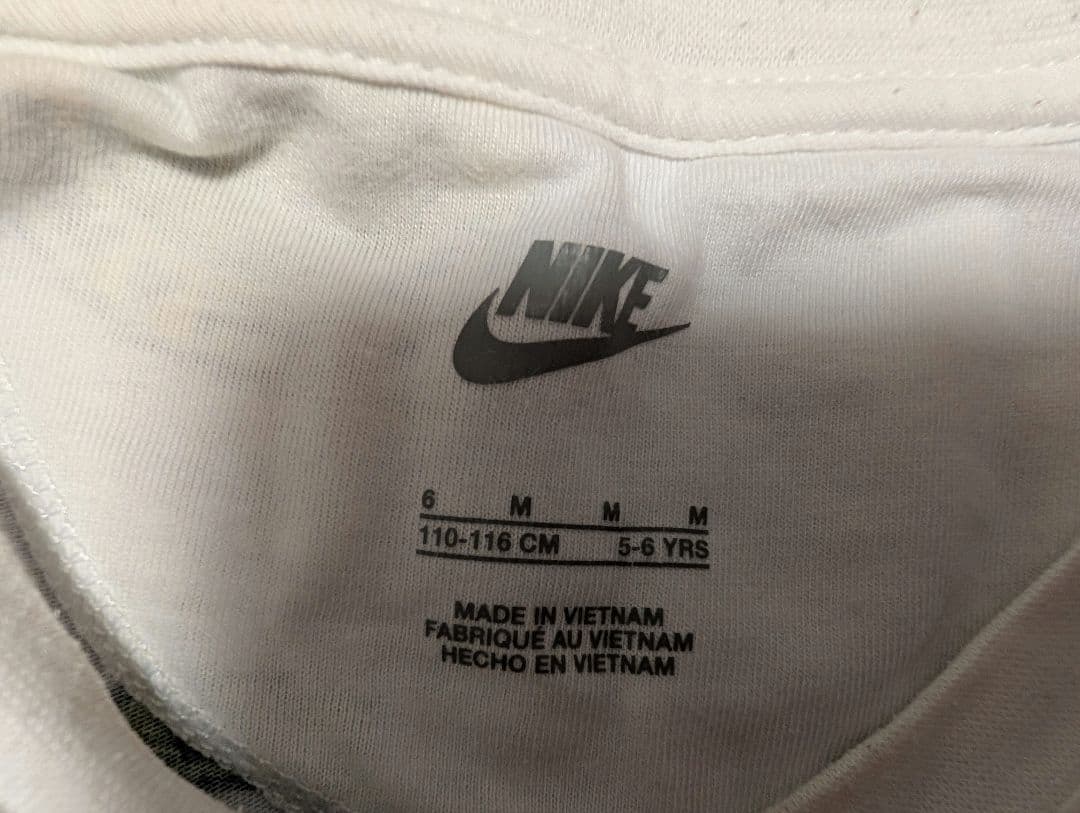 NIKE
6 M M M
110-116 CM 5-6 YRS
MADE IN VIETNAM
FABRIQUÉ AU VIETNAM
HECHO EN VIETNAM